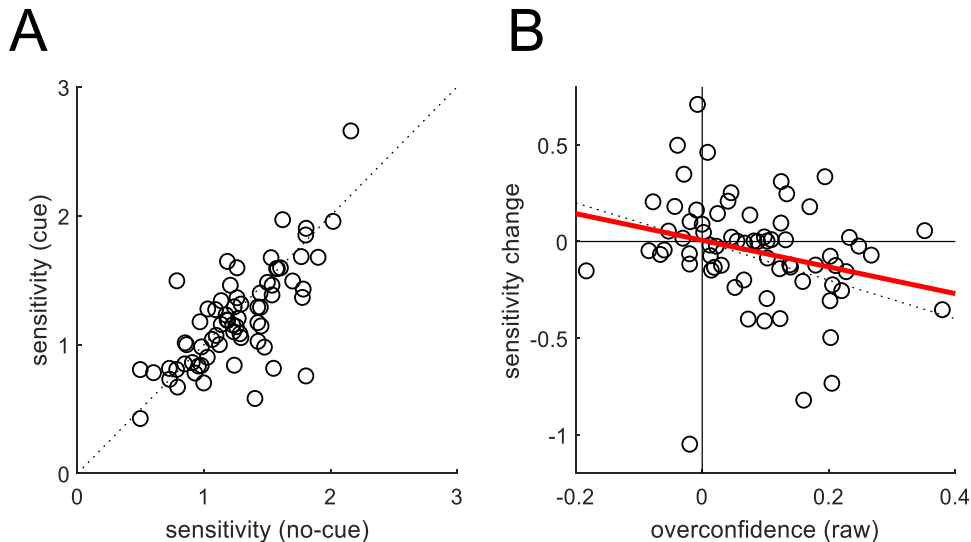 A
3
2
1
0
0
1
2
3
sensitivity (cue)
sensitivity (no-cue)
B
0.5
0
-0.5
-1
-0.2
0
0.2
0.4
sensitivity change
overconfidence (raw)